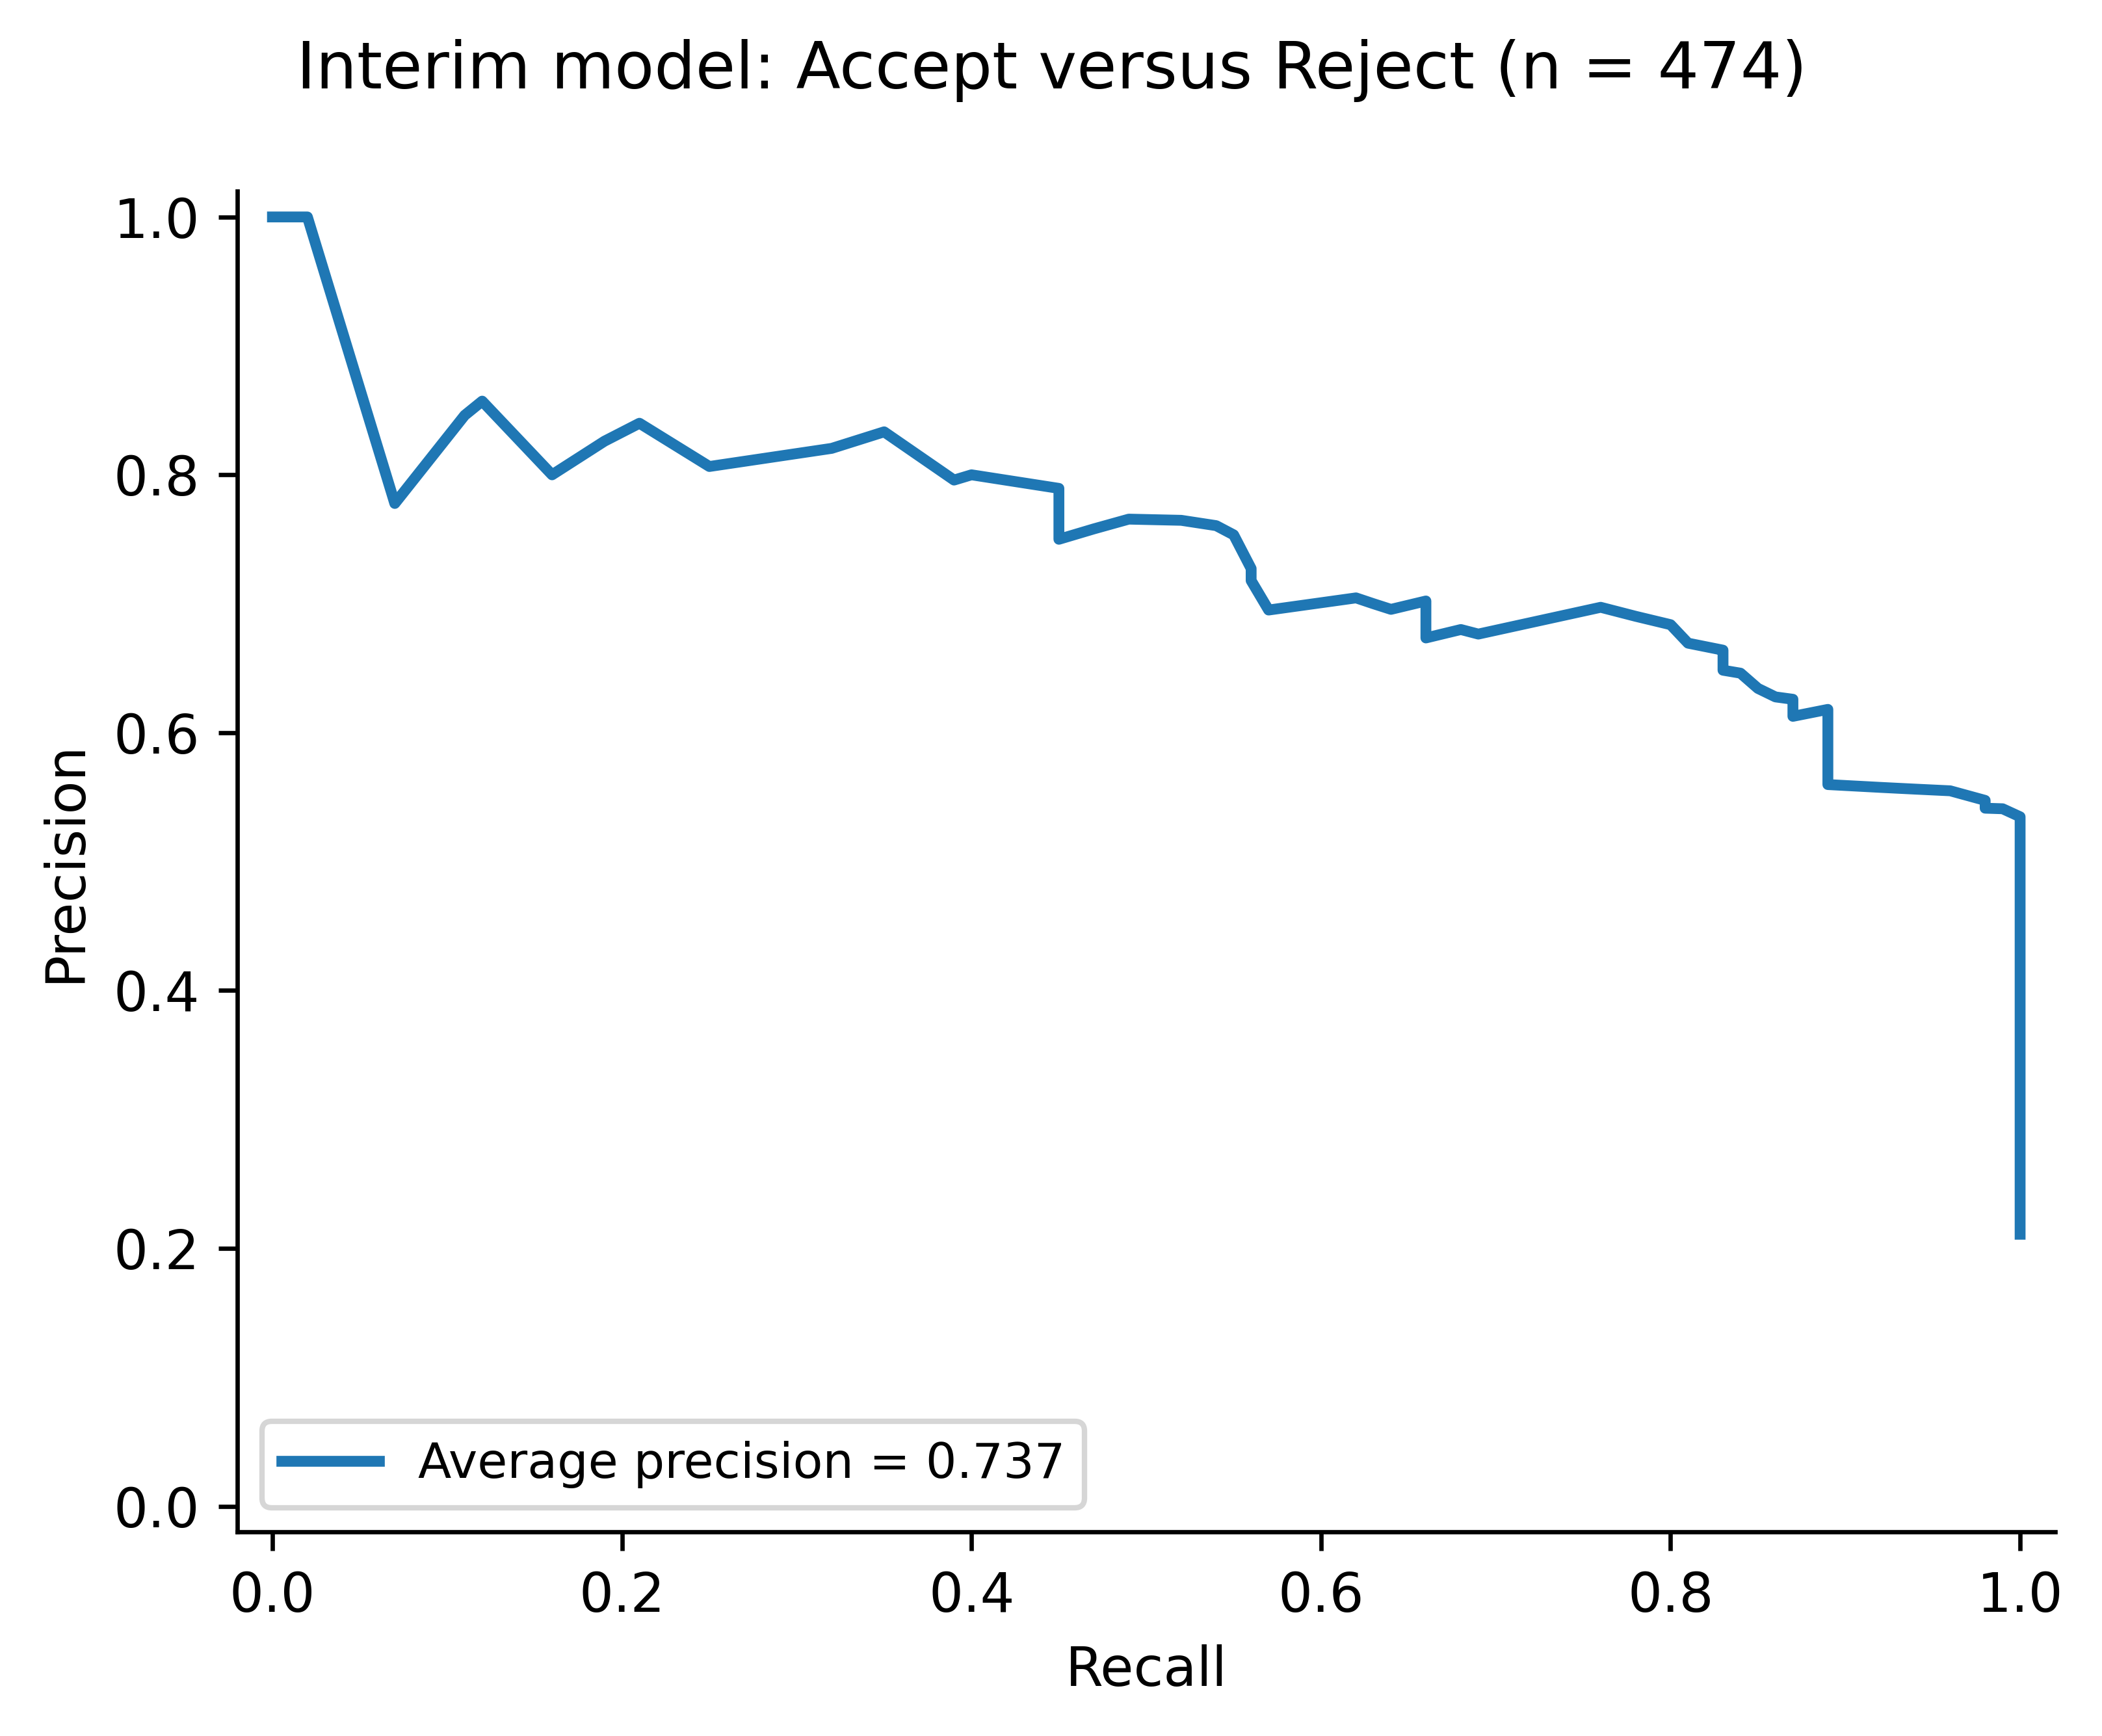 Interim model: Accept versus Reject (n = 474)
1.0
0.8
0.6
0.4
0.2
0.0
Precision
Average precision = 0.737
0.0 0.2 0.4 0.6 0.8 1.0
Recall